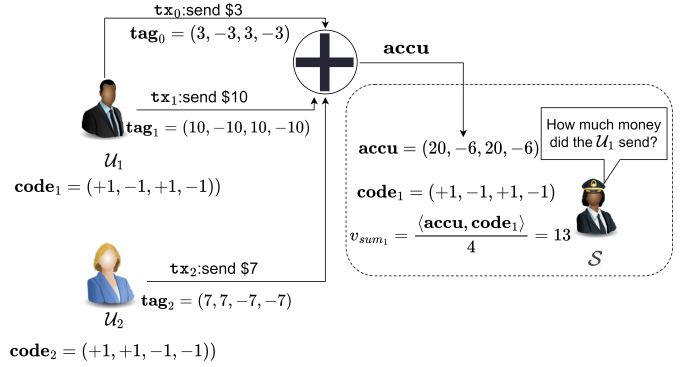 tx₀:send $3
tag₀ = (3, −3, 3, −3)
accu
tx₁:send $10
tag₁ = (10, −10, 10, −10)
𝒰₁
code₁ = (+1, −1, +1, −1))
accu = (20, −6, 20, −6)
How much money
did the 𝒰₁ send?
code₁ = (+1, −1, +1, −1)
v_{sum₁} = ⟨accu, code₁⟩ / 4 = 13
𝒮
tx₂:send $7
tag₂ = (7, 7, −7, −7)
𝒰₂
code₂ = (+1, +1, −1, −1))